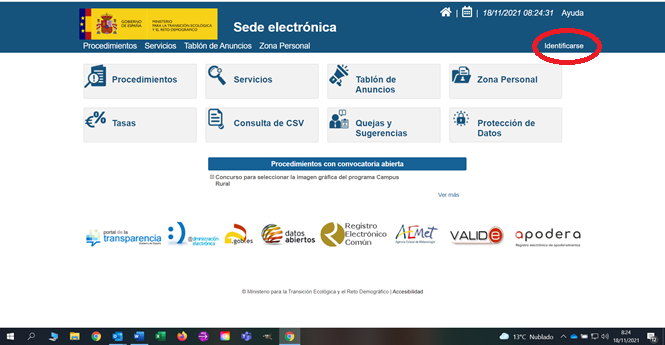 GOBIERNO
DE ESPAÑA
MINISTERIO
PARA LA TRANSICIÓN ECOLÓGICA
Y EL RETO DEMOGRÁFICO
Sede electrónica
| 18/11/2021 08:24:31 Ayuda
Procedimientos Servicios Tablón de Anuncios Zona Personal
Identificarse
Procedimientos
Servicios
Tablón de
Anuncios
Zona Personal
Tasas
Consulta de CSV
Quejas y
Sugerencias
Protección de
Datos
Procedimientos con convocatoria abierta
Concurso para seleccionar la imagen gráfica del programa Campus
Rural
Ver más
portal de la
transparencia
@dministración
electrónica
gob.es
datos
abiertos
Registro
Electrónico
Común
AEMet
Agencia Estatal de Meteorología
VALIDe
apodera
Registro electrónico de apoderamientos
© Ministerio para la Transición Ecológica y el Reto Demográfico | Accesibilidad
13°C Nublado
8:24
18/11/2021